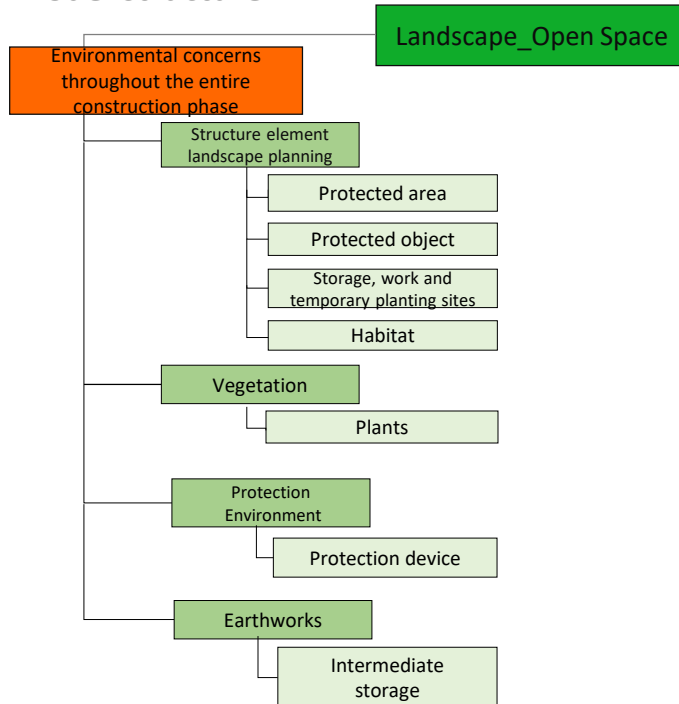 Landscape_Open Space
Environmental concerns
throughout the entire
construction phase
Structure element
landscape planning
Protected area
Protected object
Storage, work and
temporary planting sites
Habitat
Vegetation
Plants
Protection
Environment
Protection device
Earthworks
Intermediate
storage